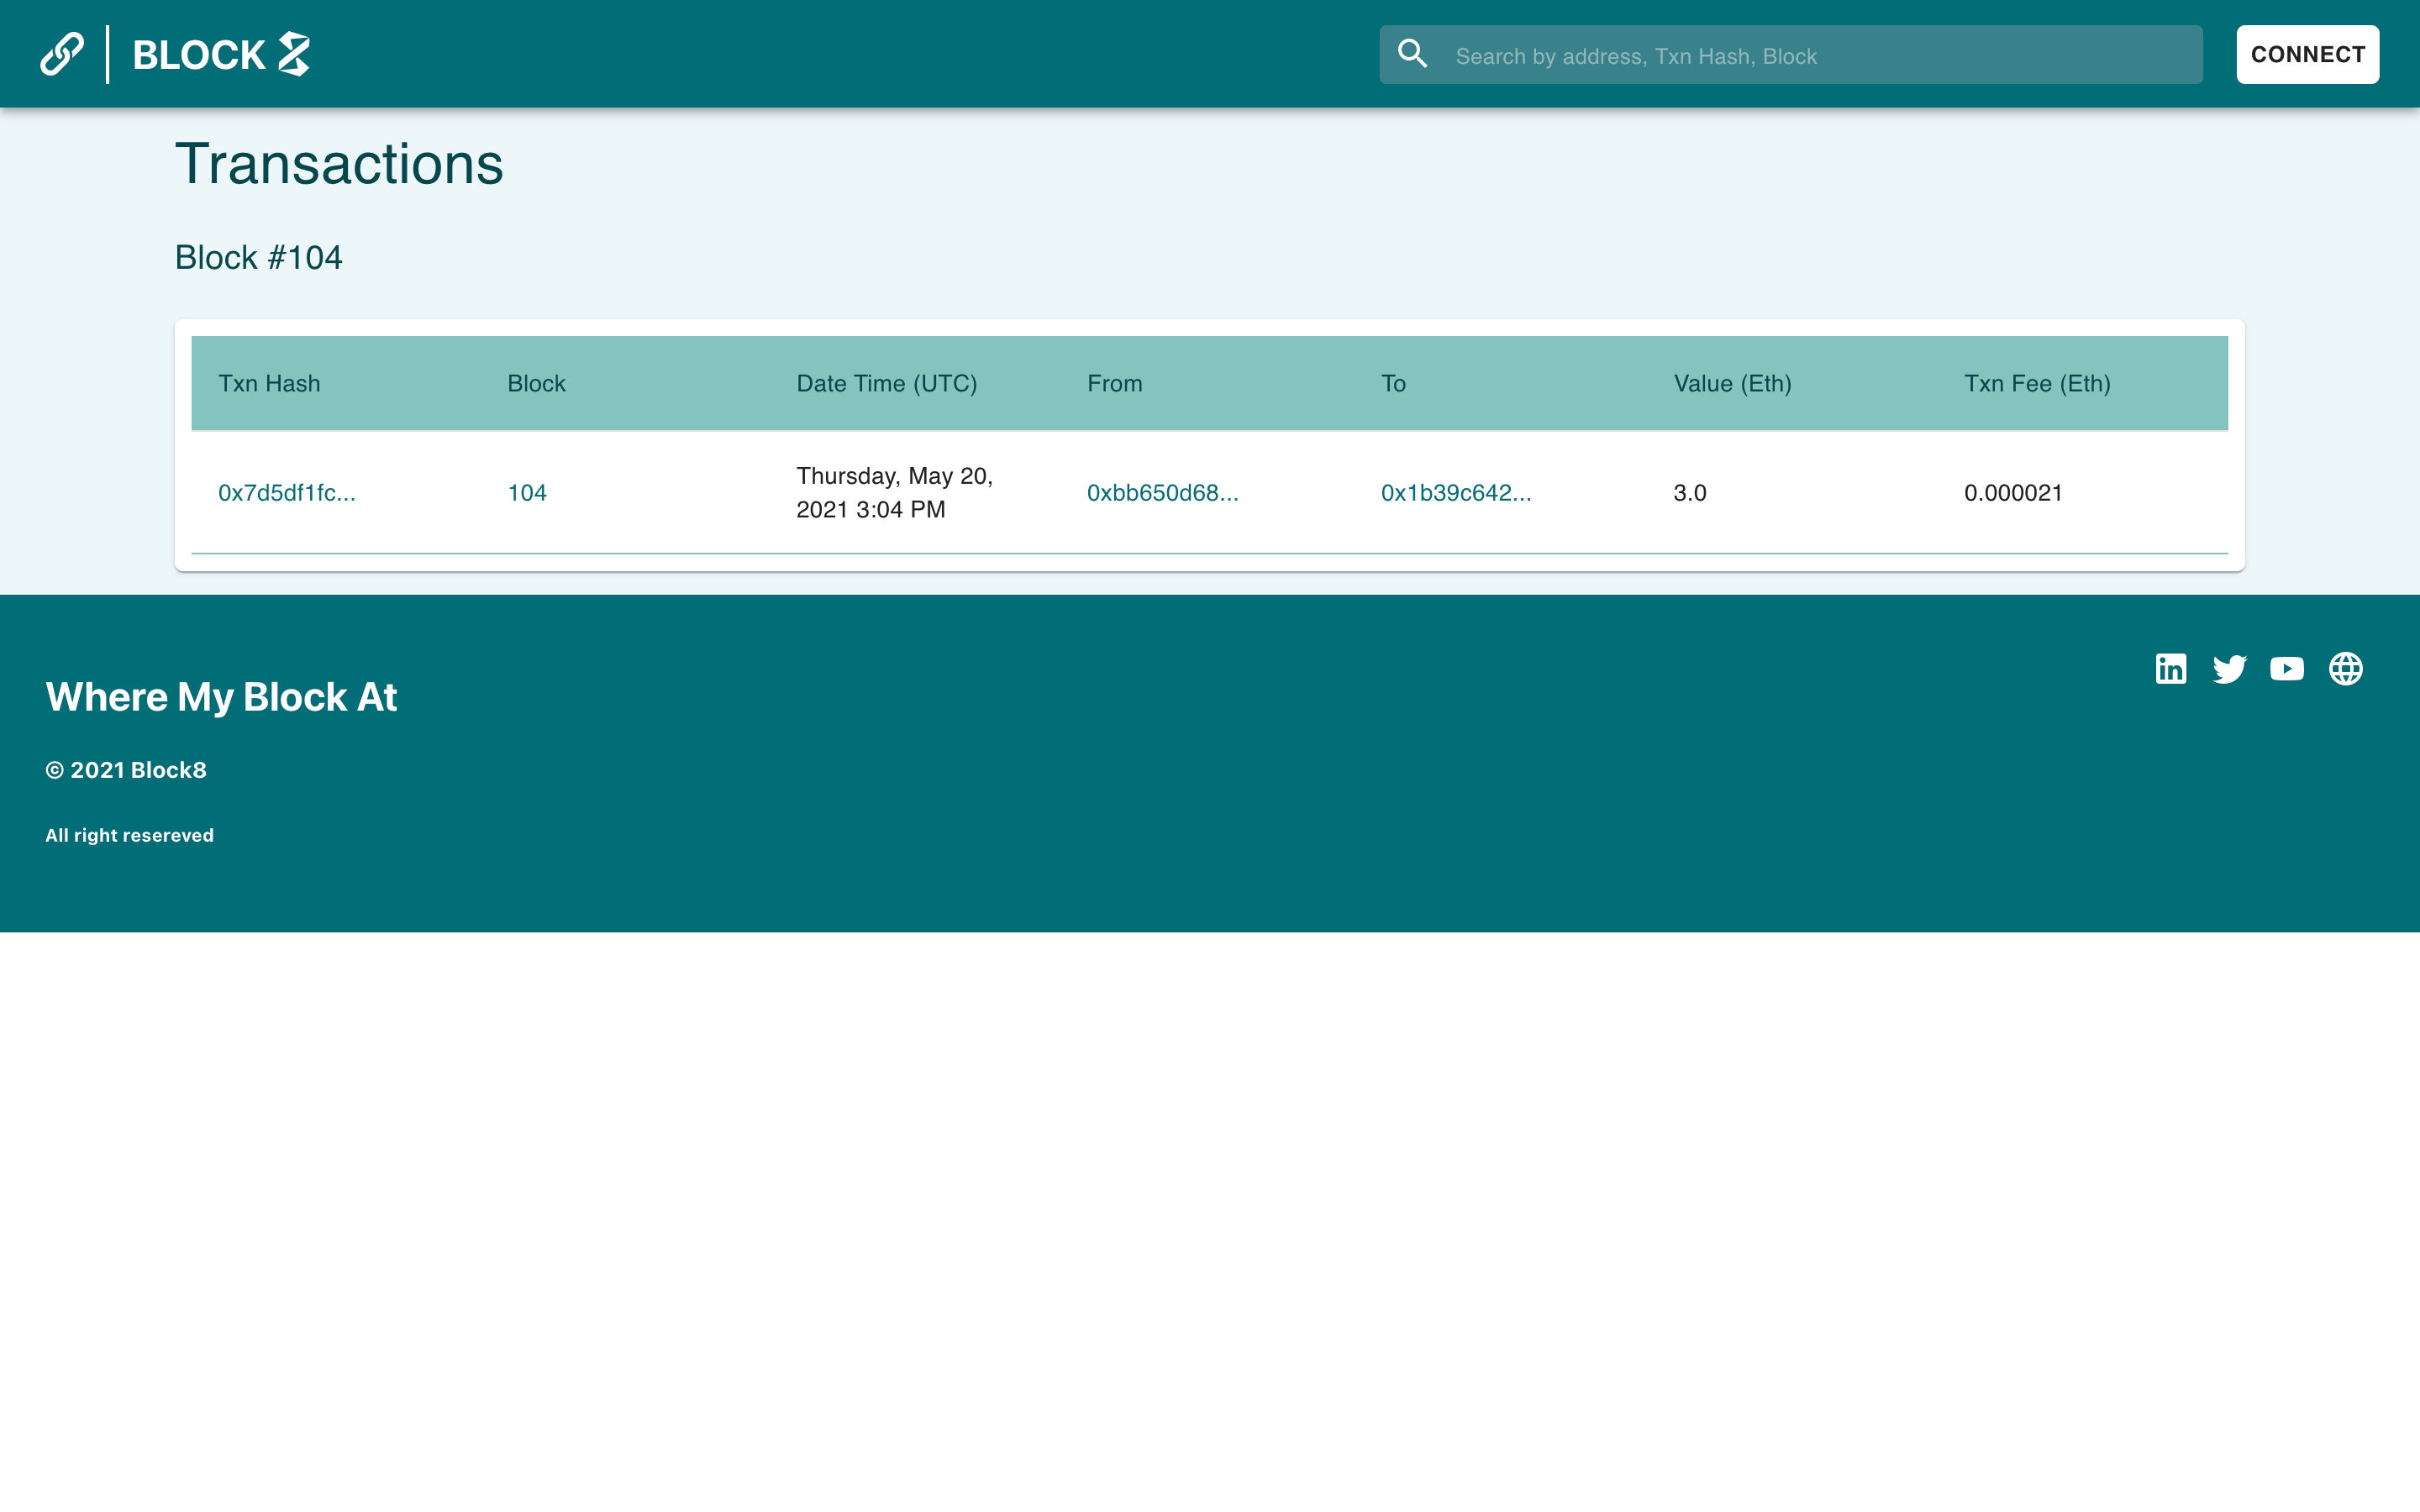 BLOCK 8
Search by address, Txn Hash, Block
CONNECT
Transactions
Block #104
Txn Hash Block Date Time (UTC) From To Value (Eth) Txn Fee (Eth)
0x7d5df1fc... 104 Thursday, May 20, 2021 3:04 PM 0xbb650d68... 0x1b39c642... 3.0 0.000021
Where My Block At
© 2021 Block8
All right resereved